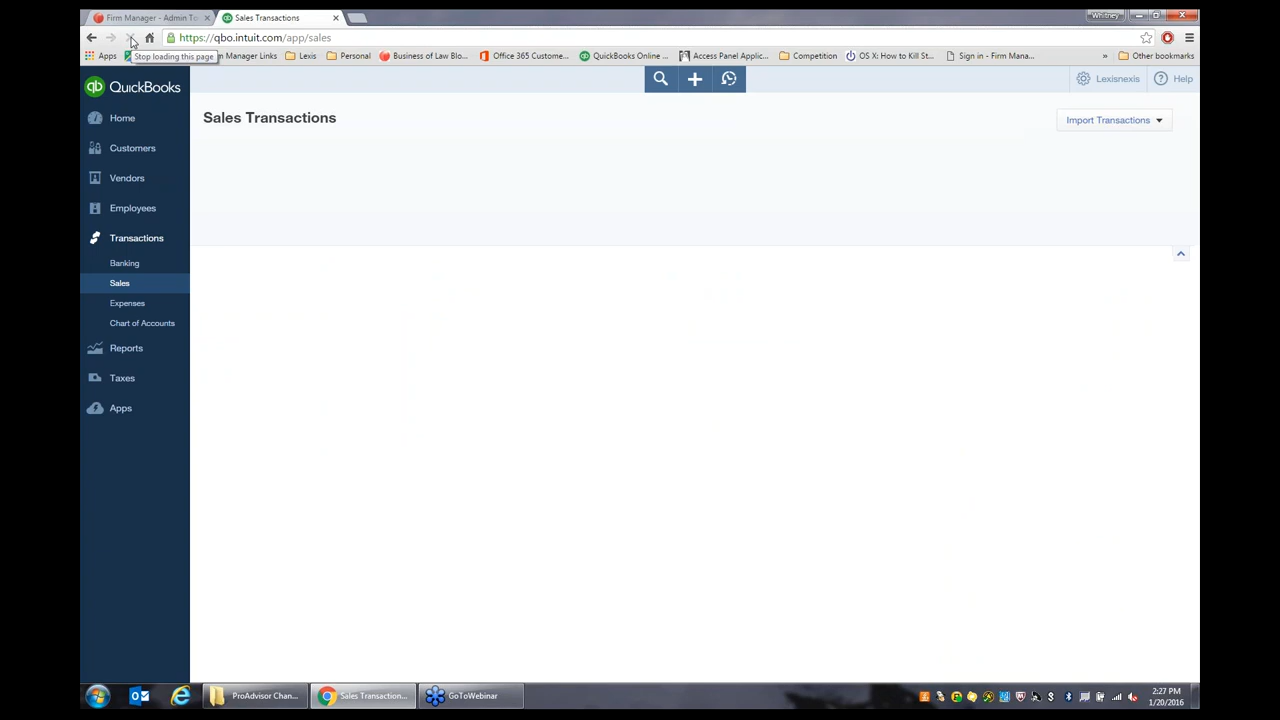 Firm Manager - Admin To
Sales Transactions
Whitney
https://qbo.intuit.com/app/sales
Stop loading this page
Apps
m Manager Links
Lexis
Personal
Business of Law Blo...
Office 365 Custome...
QuickBooks Online ...
Access Panel Applic...
Competition
OS X: How to Kill St...
Sign in - Firm Mana...
»
Other bookmarks
qb QuickBooks
Lexisnexis
Help
Home
Customers
Vendors
Employees
Transactions
Banking
Sales
Expenses
Chart of Accounts
Reports
Taxes
Apps
Sales Transactions
Import Transactions
ProAdvisor Chan...
Sales Transaction...
GoToWebinar
2:27 PM
1/20/2016